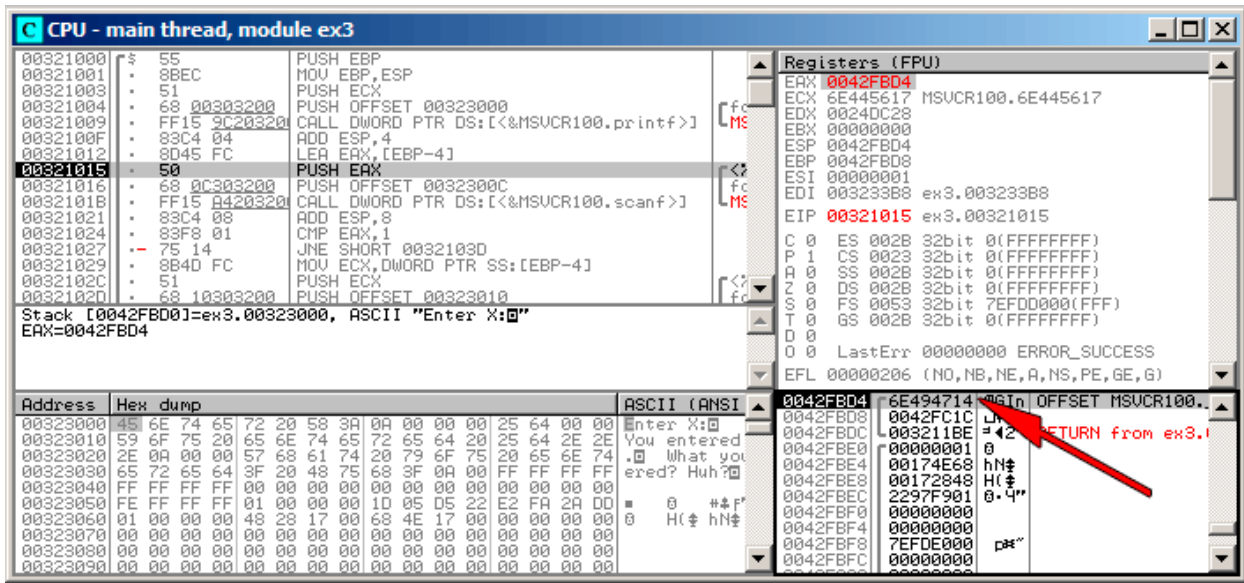 CPU - main thread, module ex3
00321000 $ 55 PUSH EBP
00321001 . 8BEC MOV EBP,ESP
00321003 . 51 PUSH ECX
00321004 . 68 00303200 PUSH OFFSET 00323000
00321009 . FF15 9C203200 CALL DWORD PTR DS:[<&MSVCR100.printf>]
0032100F . 83C4 04 ADD ESP,4
00321012 . 8D45 FC LEA EAX,[EBP-4]
00321015 . 50 PUSH EAX
00321016 . 68 0C303200 PUSH OFFSET 0032300C
0032101B . FF15 A4203200 CALL DWORD PTR DS:[<&MSVCR100.scanf>]
00321021 . 83C4 08 ADD ESP,8
00321024 . 83F8 01 CMP EAX,1
00321027 .- 75 14 JNE SHORT 0032103D
00321029 . 8B4D FC MOV ECX,DWORD PTR SS:[EBP-4]
0032102C . 51 PUSH ECX
0032102D . 68 10303200 PUSH OFFSET 00323010
Stack [0042FBD0]=ex3.00323000, ASCII "Enter X:
EAX=0042FBD4
Registers (FPU)
EAX 0042FBD4
ECX 6E445617 MSVCR100.6E445617
EDX 0024DC28
EBX 00000000
ESP 0042FBD4
EBP 0042FBD8
ESI 00000001
EDI 003233B8 ex3.003233B8
EIP 00321015 ex3.00321015
C 0 ES 002B 32bit 0(FFFFFFFF)
P 1 CS 0023 32bit 0(FFFFFFFF)
A 0 SS 002B 32bit 0(FFFFFFFF)
Z 0 DS 002B 32bit 0(FFFFFFFF)
S 0 FS 0053 32bit 7EFDD000(FFF)
T 0 GS 002B 32bit 0(FFFFFFFF)
D 0
O 0 LastErr 00000000 ERROR_SUCCESS
EFL 00000206 (NO,NB,NE,A,NS,PE,GE,G)
Address Hex dump ASCII (ANSI
00323000 45 6E 74 65 72 20 58 3A 0A 00 00 00 25 64 00 00 Enter X:
00323010 59 6F 75 20 65 6E 74 65 72 65 64 20 25 64 2E 2E You entered
00323020 2E 0A 00 00 57 68 61 74 20 79 6F 75 20 65 6E 74 . What you
00323030 65 72 65 64 3F 20 48 75 68 3F 0A 00 FF FF FF FF ered? Huh?
00323040 FF FF FF FF 00 00 00 00 00 00 00 00 00 00 00 00
00323050 FE FF FF FF 01 00 00 00 1D 05 D5 22 E2 FA 2A DD
00323060 01 00 00 00 48 28 17 00 68 4E 17 00 00 00 00 00
00323070 00 00 00 00 00 00 00 00 00 00 00 00 00 00 00 00
00323080 00 00 00 00 00 00 00 00 00 00 00 00 00 00 00 00
00323090 00 00 00 00 00 00 00 00 00 00 00 00 00 00 00 00
0042FBD4 6E494714 OFFSET MSVCR100.
0042FBD8 0042FC1C
0042FBDC 003211BE RETURN from ex3.
0042FBE0 00000001
0042FBE4 00174E68 hN
0042FBE8 00172848 H(
0042FBEC 2297F901
0042FBF0 00000000
0042FBF4 00000000
0042FBF8 7EFDE000
0042FBFC 00000000